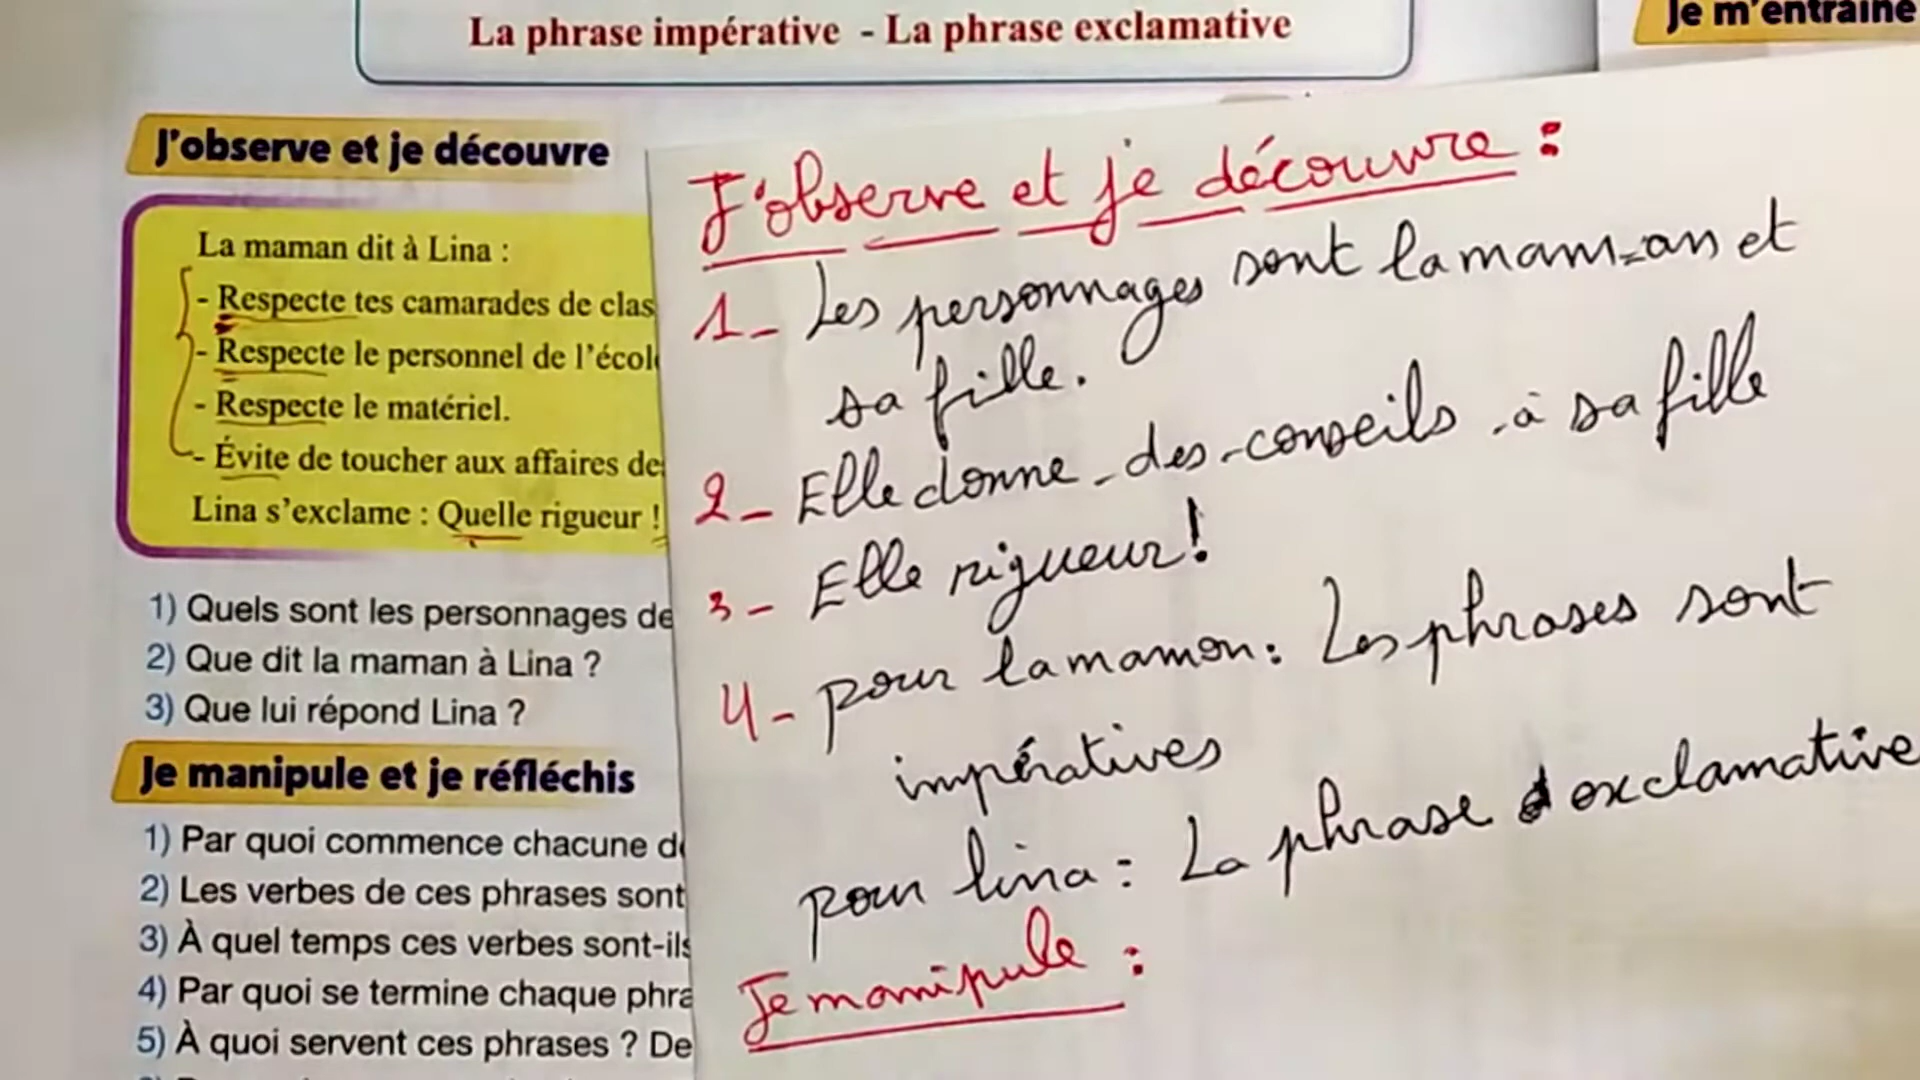 La phrase impérative - La phrase exclamative
Je m'entraîne
J'observe et je découvre
La maman dit à Lina :
- Respecte tes camarades de clas
- Respecte le personnel de l'écol
- Respecte le matériel.
- Évite de toucher aux affaires de
Lina s'exclame : Quelle rigueur !
1) Quels sont les personnages de
2) Que dit la maman à Lina ?
3) Que lui répond Lina ?
Je manipule et je réfléchis
1) Par quoi commence chacune d
2) Les verbes de ces phrases sont
3) À quel temps ces verbes sont-ils
4) Par quoi se termine chaque phra
5) À quoi servent ces phrases ? De
J'observe et je découvre :
1- Les personnages sont la mam-an et
sa fille.
2- Elle donne des conseils à sa fille
3- Elle rigueur!
4- pour la maman: Les phrases sont
impératives
pour lina: La phrase exclamative
Je manipule :